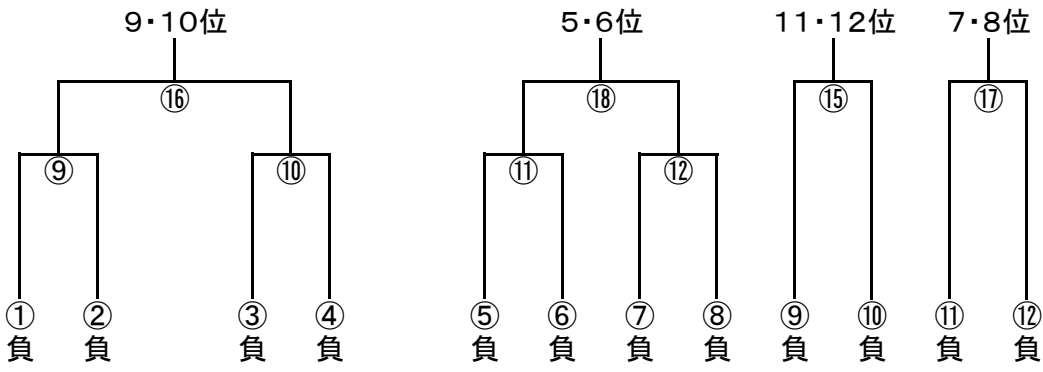 9・10位 5・6位 11・12位 7・8位
⑯ ⑱ ⑮ ⑰
⑨ ⑩ ⑪ ⑫
① ② ③ ④ ⑤ ⑥ ⑦ ⑧ ⑨ ⑩ ⑪ ⑫
負 負 負 負 負 負 負 負 負 負 負 負